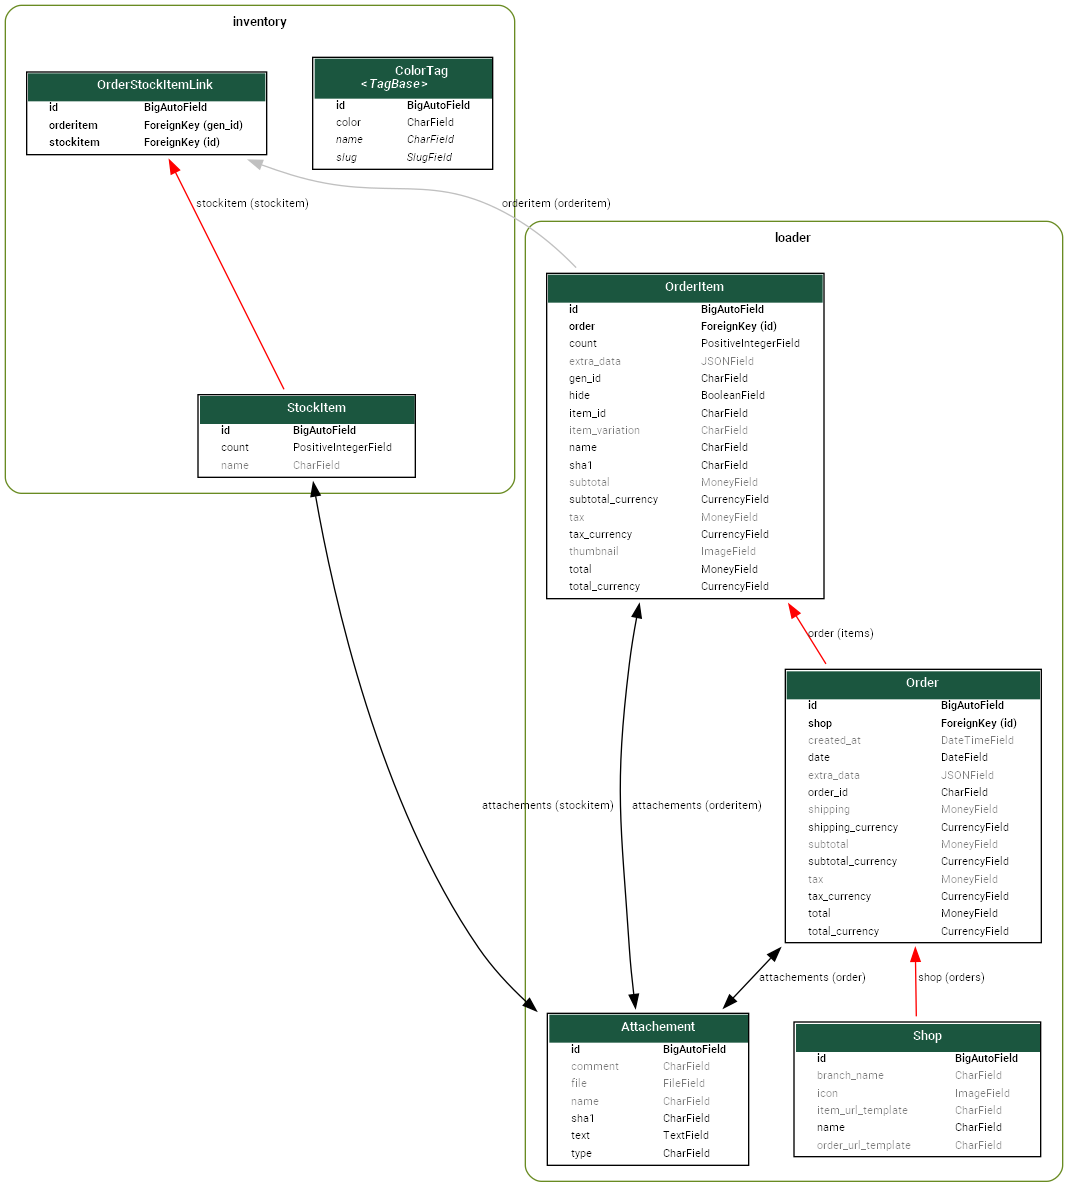 inventory
OrderStockItemLink
id BigAutoField
orderitem ForeignKey (gen_id)
stockitem ForeignKey (id)
ColorTag
<TagBase>
id BigAutoField
color CharField
name CharField
slug SlugField
stockitem (stockitem)
orderitem (orderitem)
StockItem
id BigAutoField
count PositiveIntegerField
name CharField
loader
OrderItem
id BigAutoField
order ForeignKey (id)
count PositiveIntegerField
extra_data JSONField
gen_id CharField
hide BooleanField
item_id CharField
item_variation CharField
name CharField
sha1 CharField
subtotal MoneyField
subtotal_currency CurrencyField
tax MoneyField
tax_currency CurrencyField
thumbnail ImageField
total MoneyField
total_currency CurrencyField
order (items)
Order
id BigAutoField
shop ForeignKey (id)
created_at DateTimeField
date DateField
extra_data JSONField
order_id CharField
shipping MoneyField
shipping_currency CurrencyField
subtotal MoneyField
subtotal_currency CurrencyField
tax MoneyField
tax_currency CurrencyField
total MoneyField
total_currency CurrencyField
attachements (stockitem)
attachements (orderitem)
attachements (order)
shop (orders)
Attachement
id BigAutoField
comment CharField
file FileField
name CharField
sha1 CharField
text TextField
type CharField
Shop
id BigAutoField
branch_name CharField
icon ImageField
item_url_template CharField
name CharField
order_url_template CharField